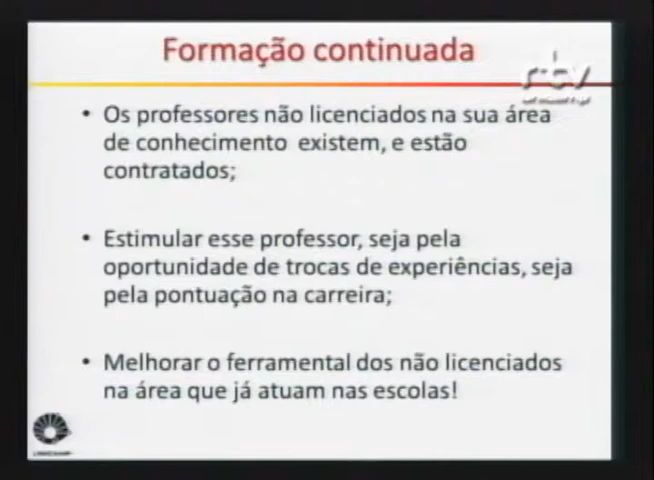 Formação continuada
• Os professores não licenciados na sua área
de conhecimento existem, e estão
contratados;
• Estimular esse professor, seja pela
oportunidade de trocas de experiências, seja
pela pontuação na carreira;
• Melhorar o ferramental dos não licenciados
na área que já atuam nas escolas!